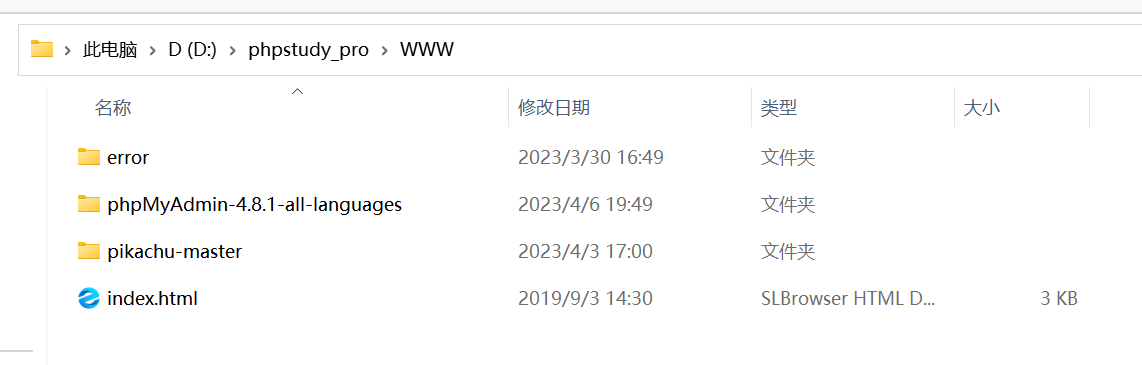 此电脑 > D (D:) > phpstudy_pro > WWW
名称 修改日期 类型 大小
error 2023/3/30 16:49 文件夹
phpMyAdmin-4.8.1-all-languages 2023/4/6 19:49 文件夹
pikachu-master 2023/4/3 17:00 文件夹
index.html 2019/9/3 14:30 SLBrowser HTML D... 3 KB